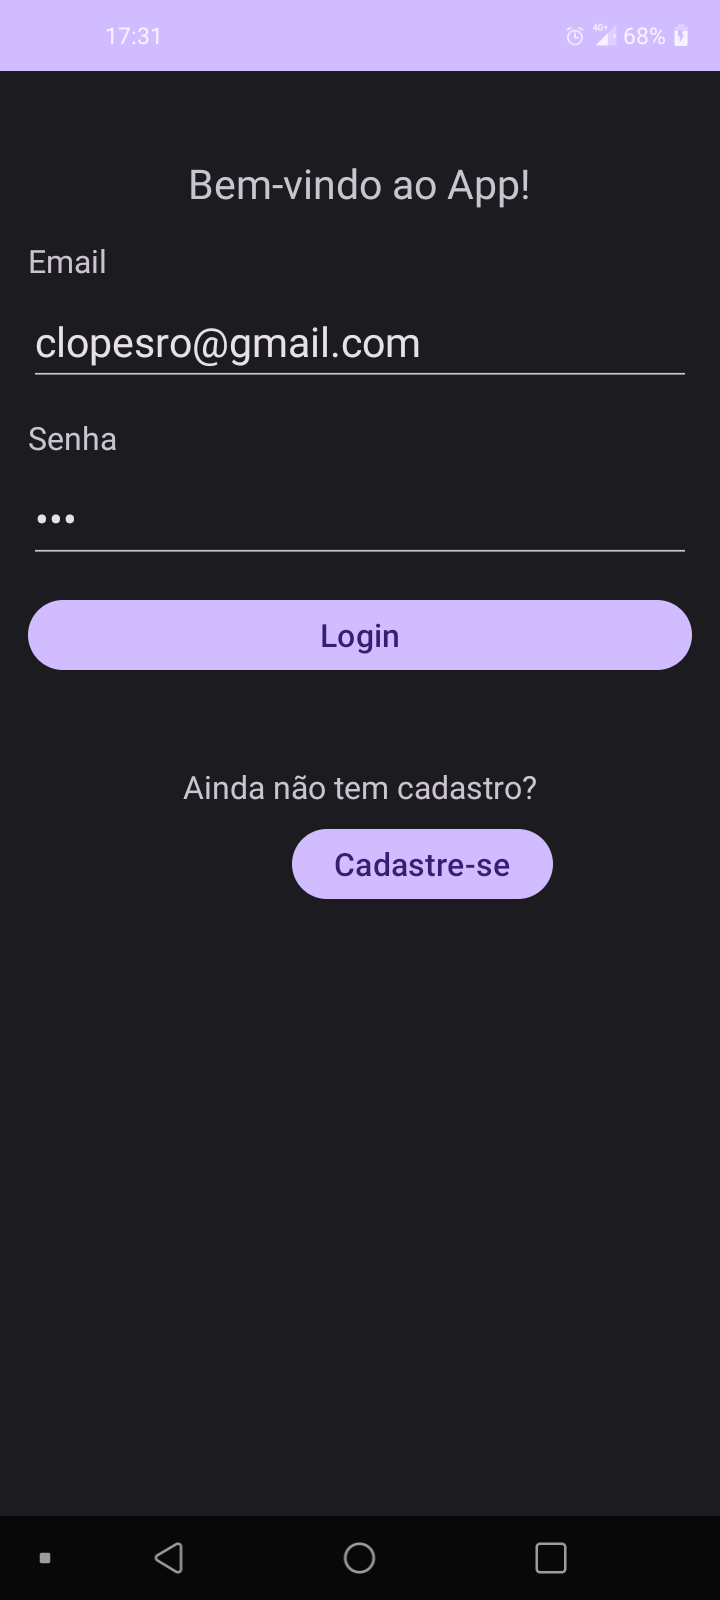 17:31 4G+ 68%
Bem-vindo ao App!
Email
clopesro@gmail.com
Senha
•••
Login
Ainda não tem cadastro?
Cadastre-se